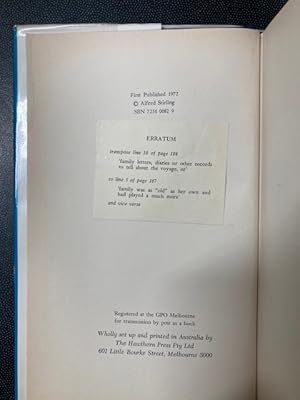 First Published 1972
© Alfred Stirling
SBN 7256 0082 9
ERRATUM
transpose line 10 of page 106
'family letters, diaries or other records
to tell about the voyage, or'
to line 1 of page 107
'family was as "old" as her own and
had played a much more'
and vice versa
Registered at the GPO Melbourne
for transmission by post as a book
Wholly set up and printed in Australia by
The Hawthorn Press Pty Ltd
601 Little Bourke Street, Melbourne 3000